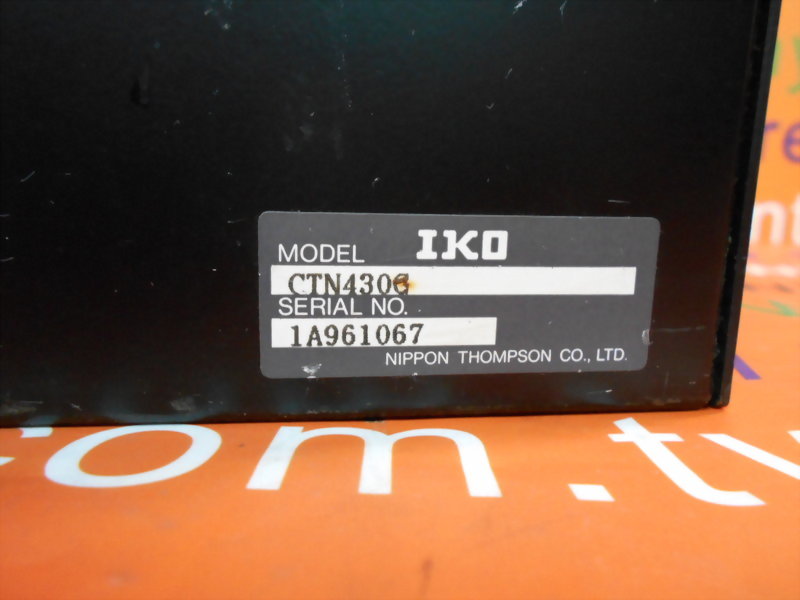 IKO
MODEL
CTN430G
SERIAL NO.
1A961067
NIPPON THOMPSON CO., LTD.
com.tw